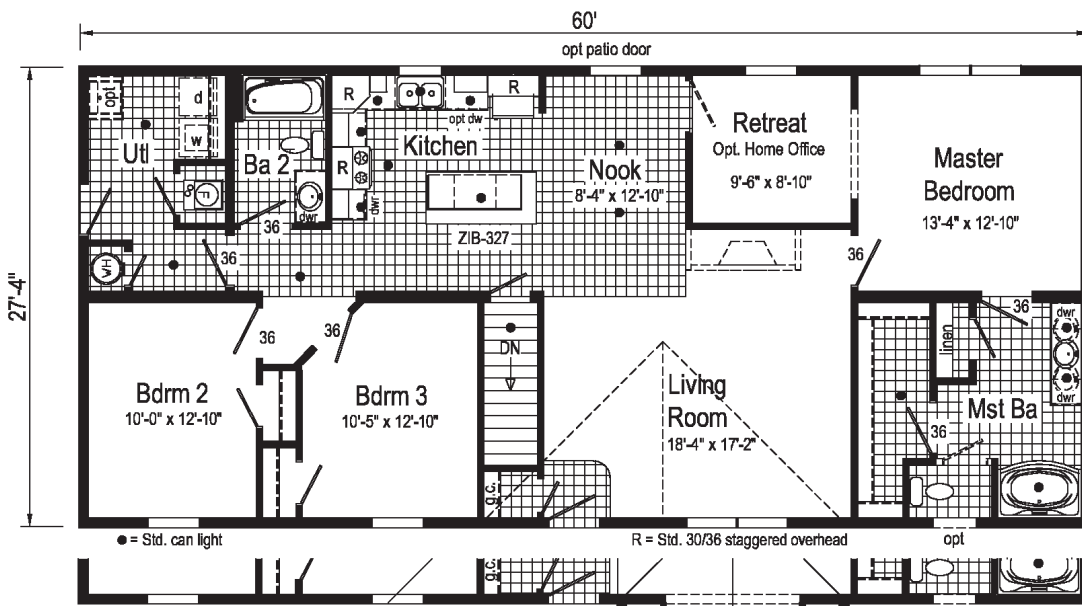 60'
opt patio door
27'-4"
opt
d
w
Utl
F
WH
Ba 2
dwr
36
36
R
R
R
opt dw
dwr
Kitchen
ZIB-327
Nook
8'-4" x 12'-10"
Retreat
Opt. Home Office
9'-6" x 8'-10"
Master
Bedroom
13'-4" x 12'-10"
36
36
Bdrm 2
10'-0" x 12'-10"
36
36
Bdrm 3
10'-5" x 12'-10"
DN
g.c.
Living
Room
18'-4" x 17'-2"
linen
dwr
dwr
Mst Ba
36
● = Std. can light
R = Std. 30/36 staggered overhead
opt
g.c.